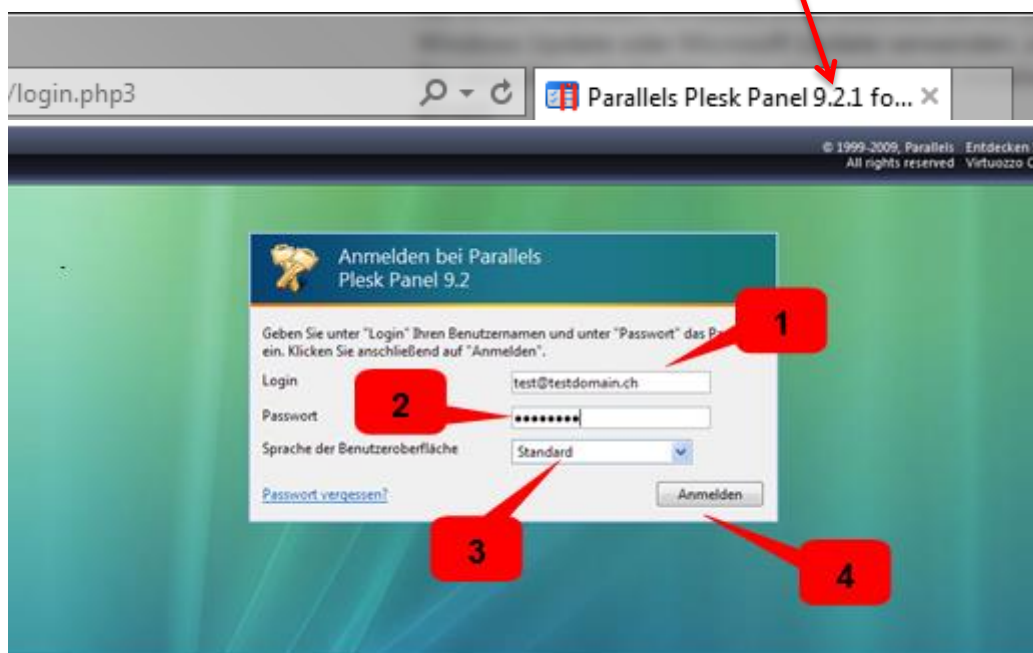 /login.php3
Parallels Plesk Panel 9.2.1 fo...
© 1999-2009, Parallels Entdecken
All rights reserved Virtuozzo
Anmelden bei Parallels
Plesk Panel 9.2
Geben Sie unter "Login" Ihren Benutzernamen und unter "Passwort" das
ein. Klicken Sie anschließend auf "Anmelden".
1
Login
test@testdomain.ch
2
Passwort
Sprache der Benutzeroberfläche
Standard
Passwort vergessen?
Anmelden
3
4